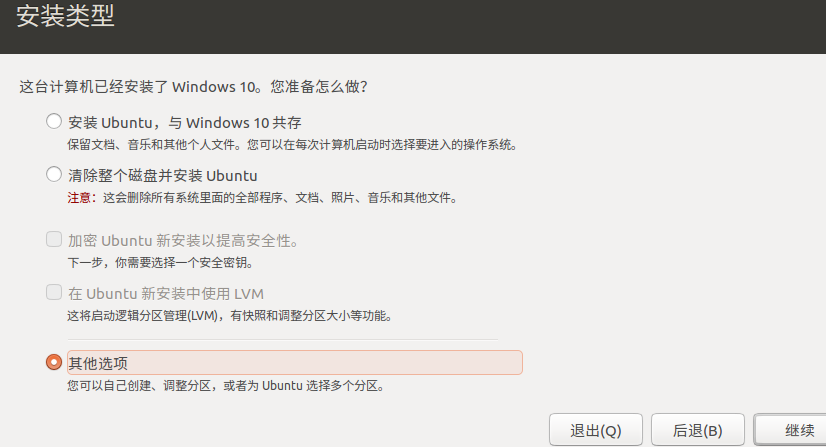 安装类型
这台计算机已经安装了 Windows 10。您准备怎么做？
安装 Ubuntu，与 Windows 10 共存
保留文档、音乐和其他个人文件。您可以在每次计算机启动时选择要进入的操作系统。
清除整个磁盘并安装 Ubuntu
注意：这会删除所有系统里面的全部程序、文档、照片、音乐和其他文件。
加密 Ubuntu 新安装以提高安全性。
下一步，你需要选择一个安全密钥。
在 Ubuntu 新安装中使用 LVM
这将启动逻辑分区管理(LVM)，有快照和调整分区大小等功能。
其他选项
您可以自己创建、调整分区，或者为 Ubuntu 选择多个分区。
退出(Q) 后退(B) 继续